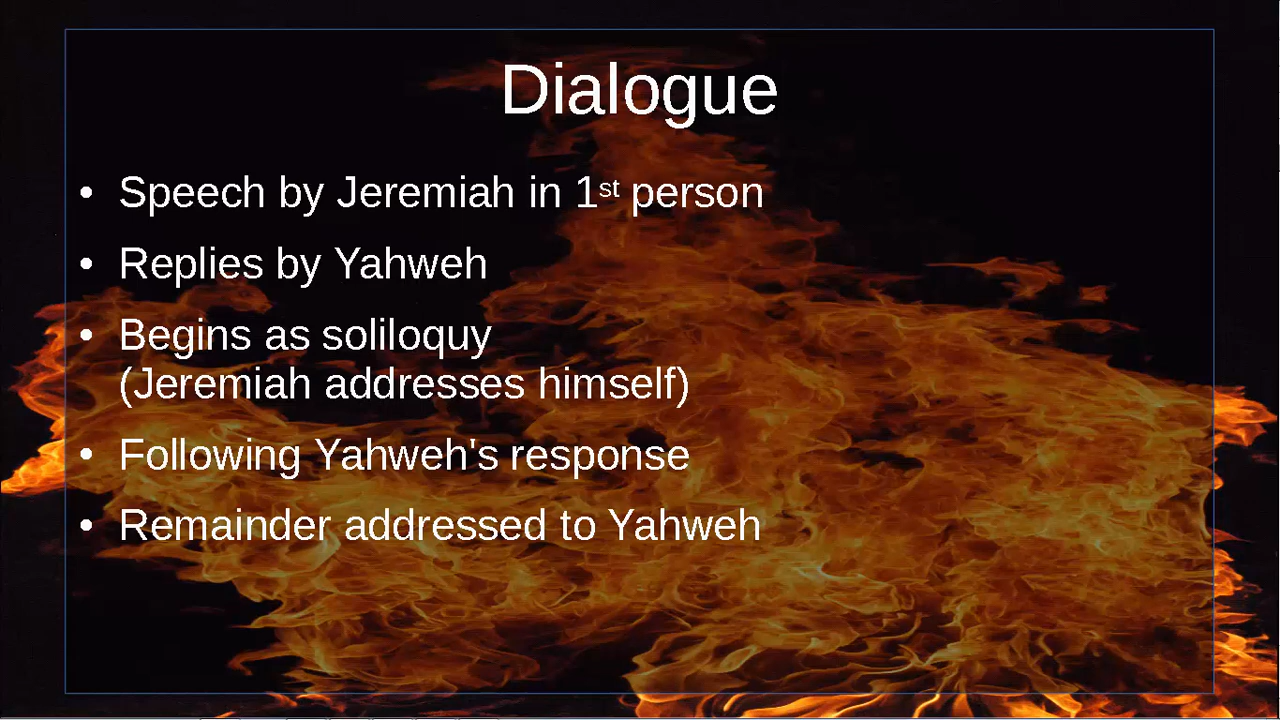 Dialogue
• Speech by Jeremiah in 1st person
• Replies by Yahweh
• Begins as soliloquy
(Jeremiah addresses himself)
• Following Yahweh's response
• Remainder addressed to Yahweh